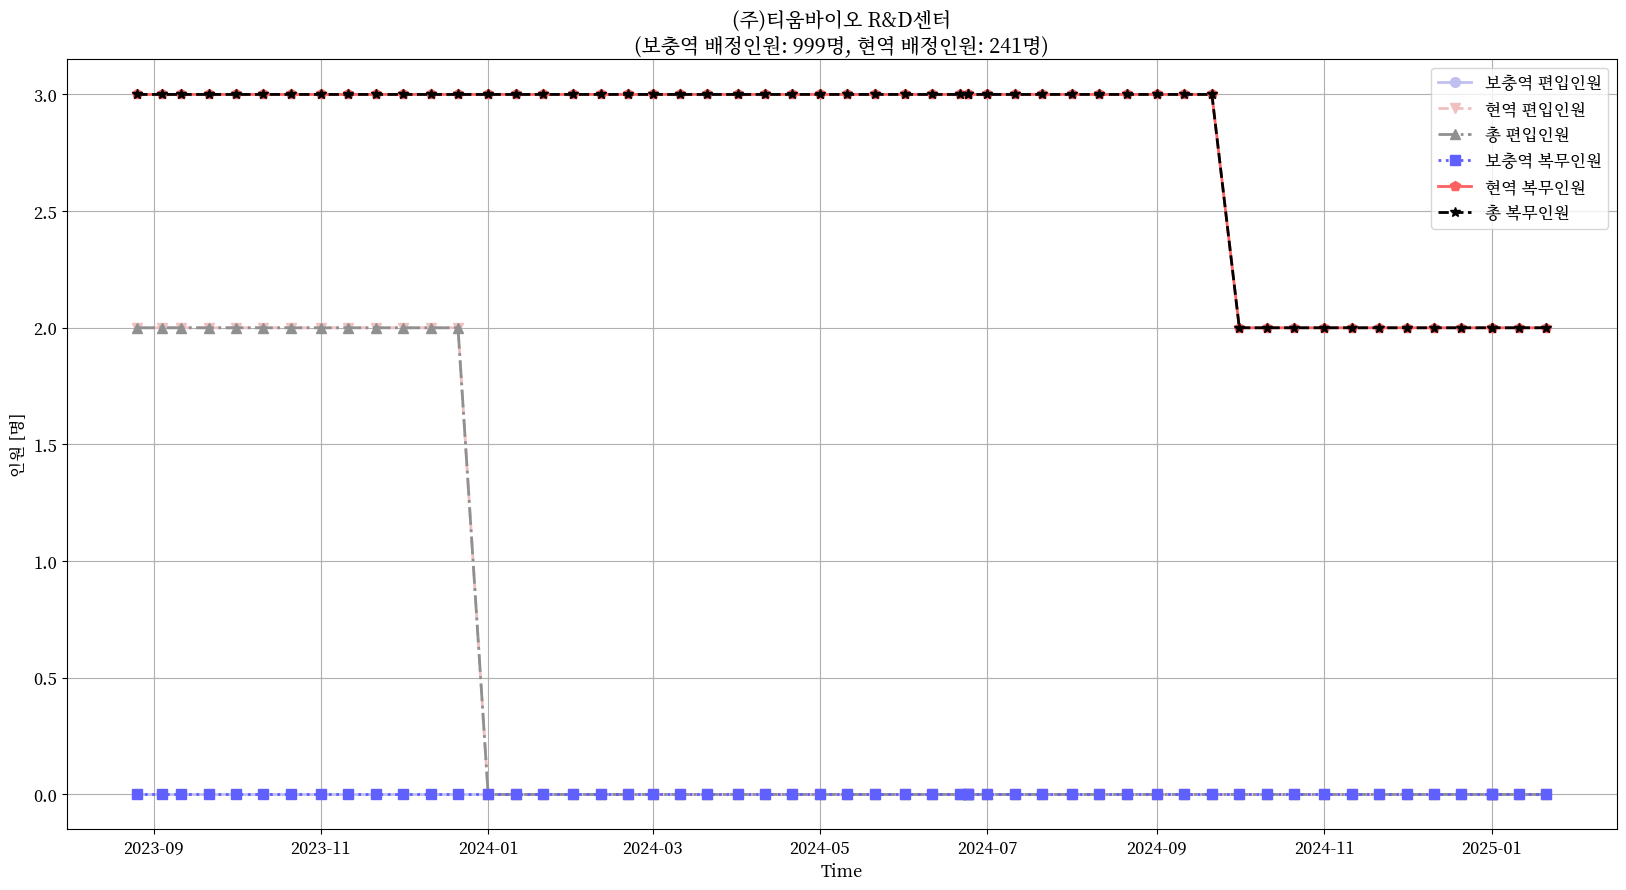 (주)티움바이오 R&D센터
(보충역 배정인원: 999명, 현역 배정인원: 241명)
보충역 편입인원
현역 편입인원
총 편입인원
보충역 복무인원
현역 복무인원
총 복무인원
인원 [명]
3.0
2.5
2.0
1.5
1.0
0.5
0.0
2023-09 2023-11 2024-01 2024-03 2024-05 2024-07 2024-09 2024-11 2025-01
Time